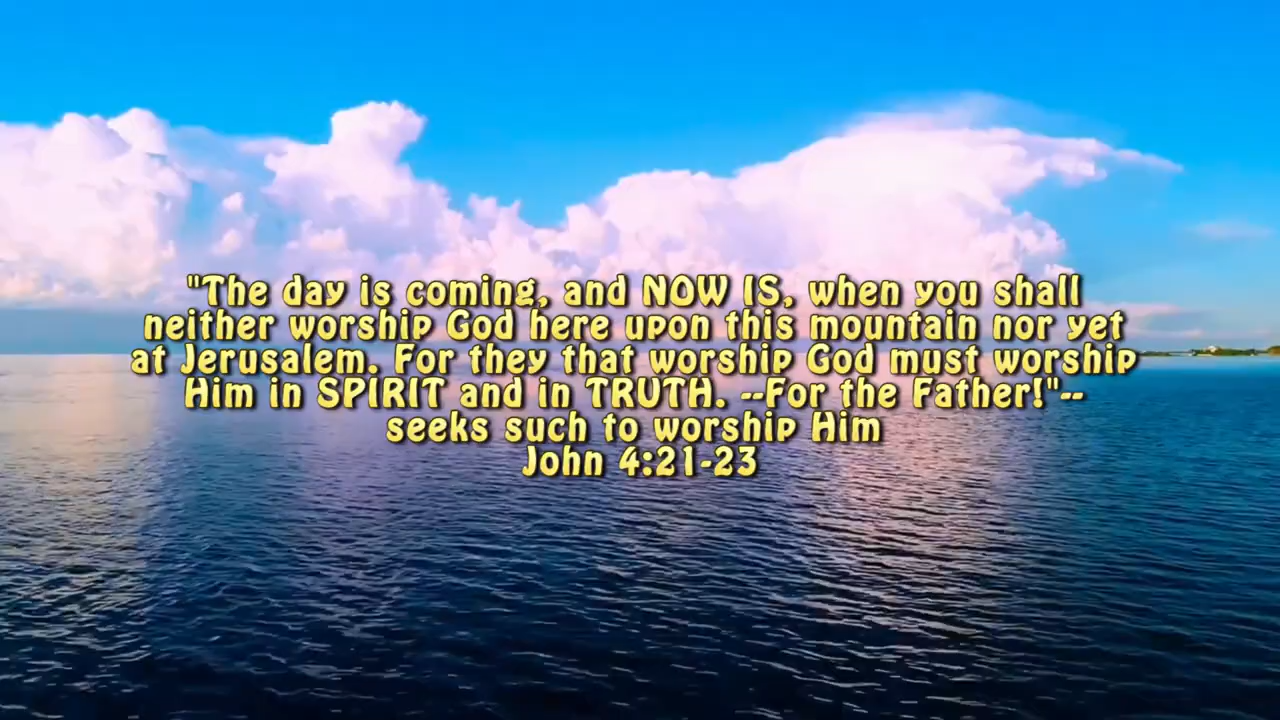 "The day is coming, and NOW IS, when you shall
neither worship God here upon this mountain nor yet
at Jerusalem. For they that worship God must worship
Him in SPIRIT and in TRUTH. --For the Father!"--
seeks such to worship Him
John 4:21-23